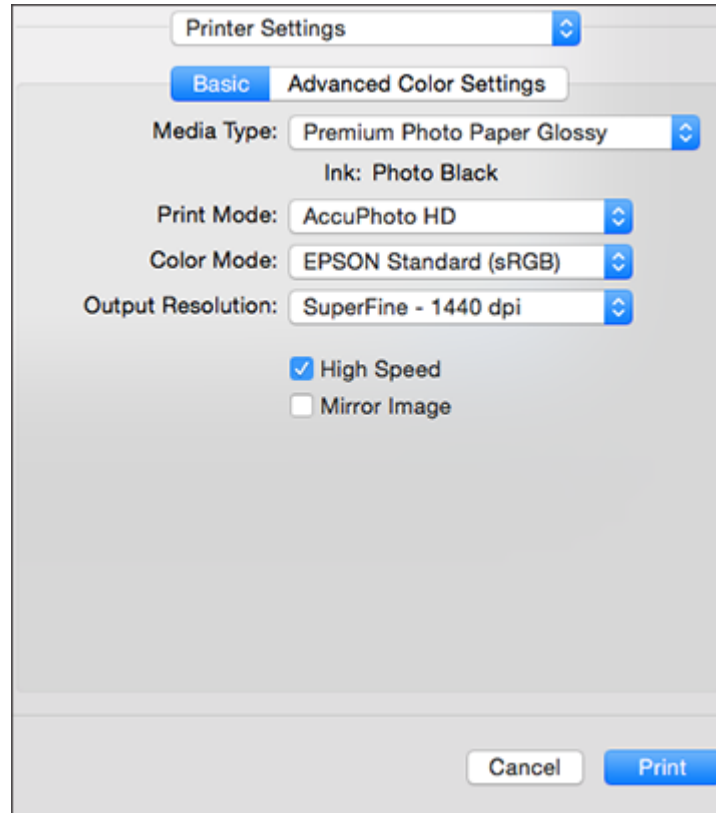 Printer Settings
Basic Advanced Color Settings
Media Type: Premium Photo Paper Glossy
Ink: Photo Black
Print Mode: AccuPhoto HD
Color Mode: EPSON Standard (sRGB)
Output Resolution: SuperFine - 1440 dpi
High Speed
Mirror Image
Cancel Print